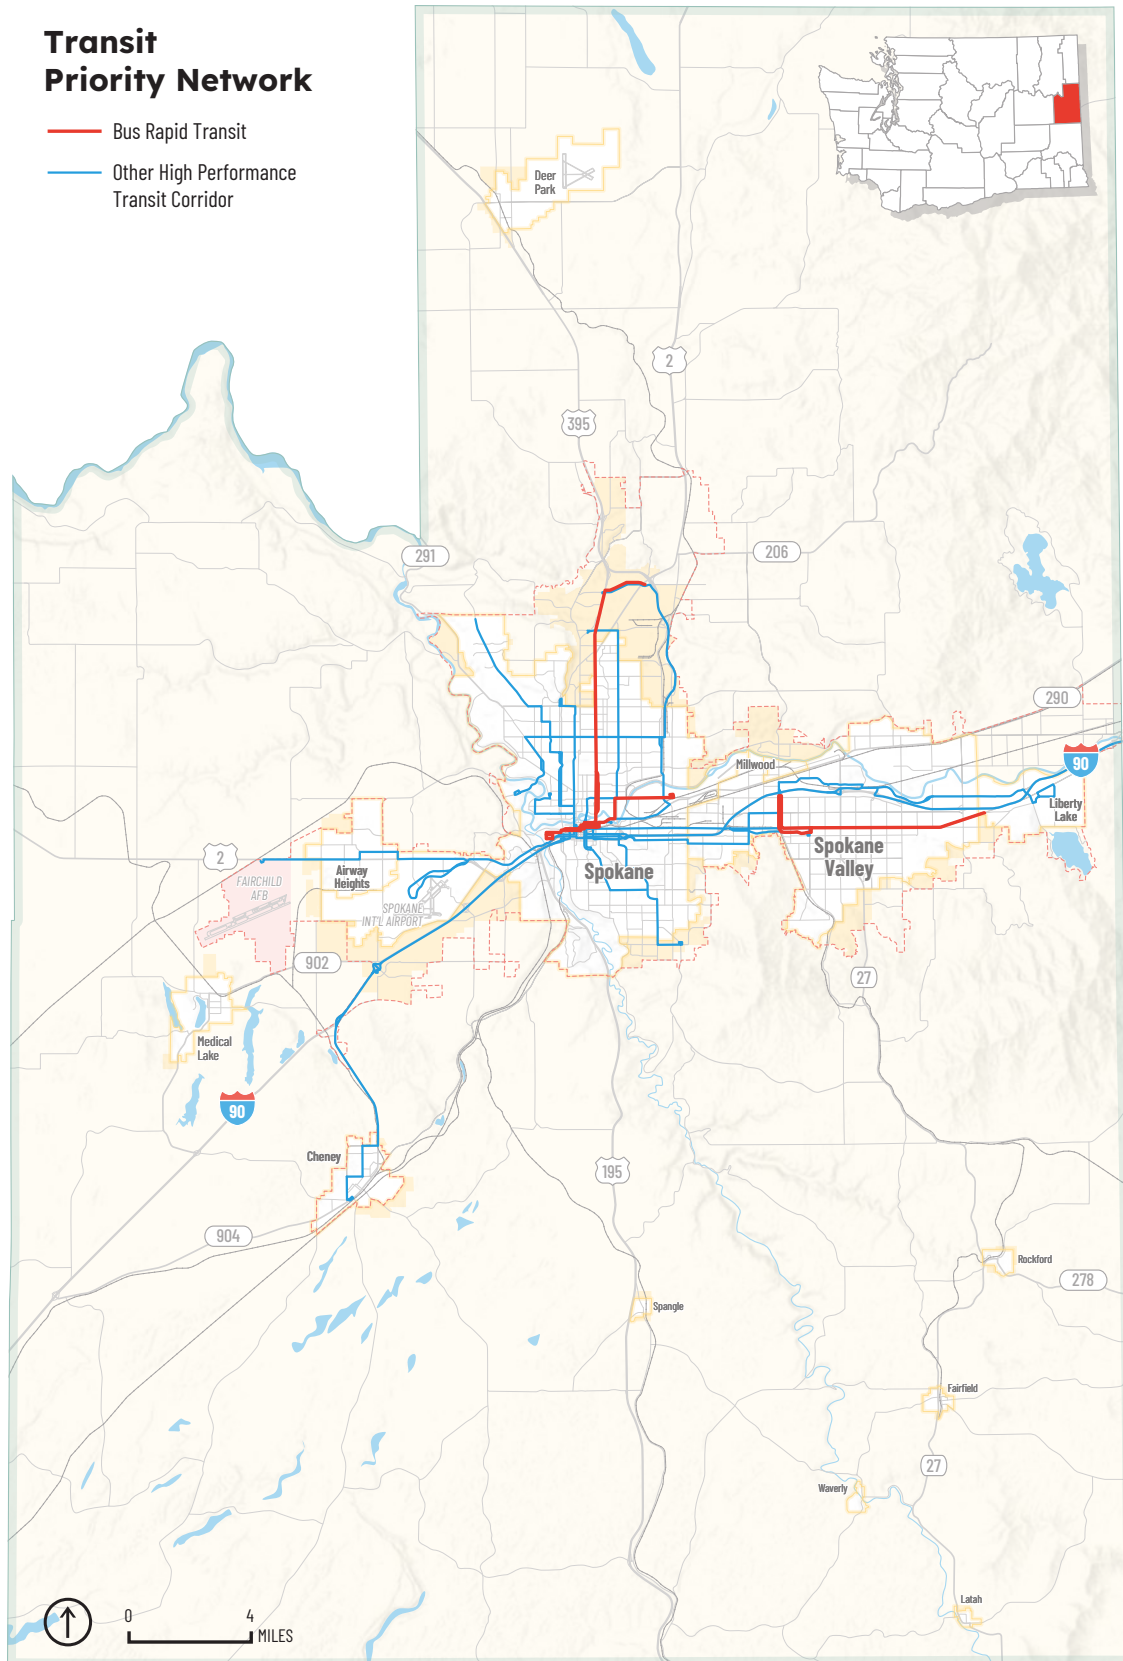 Transit
Priority Network
Bus Rapid Transit
Other High Performance
Transit Corridor
Deer
Park
2
395
291
206
290
90
Millwood
Liberty
Lake
2
Airway
Heights
FAIRCHILD
AFB
SPOKANE
INT'L AIRPORT
Spokane
Spokane
Valley
902
27
Medical
Lake
90
Cheney
195
904
Rockford
278
Spangle
Fairfield
27
Waverly
Latah
0 4
MILES